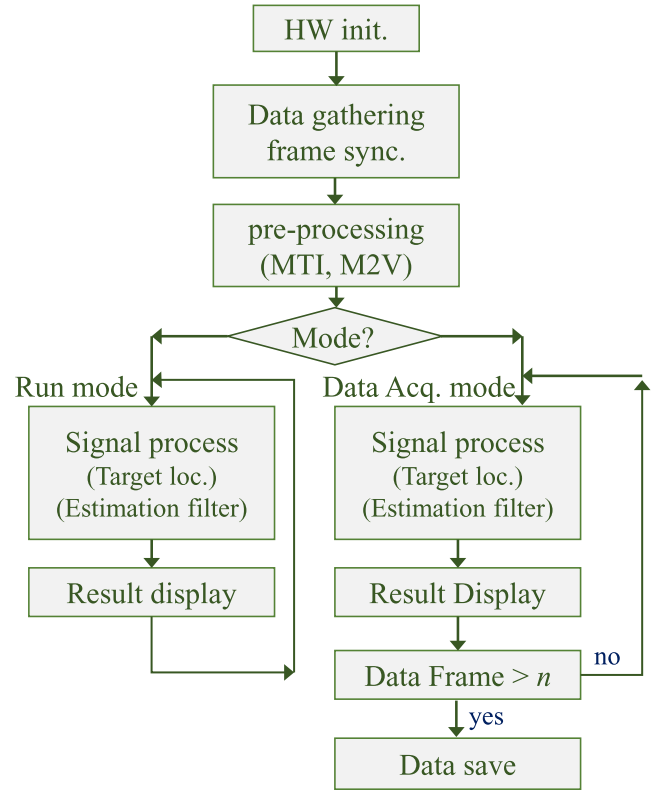 HW init.
Data gathering
frame sync.
pre-processing
(MTI, M2V)
Mode?
Run mode
Data Acq. mode
Signal process
(Target loc.)
(Estimation filter)
Result display
Signal process
(Target loc.)
(Estimation filter)
Result Display
Data Frame > n
no
yes
Data save